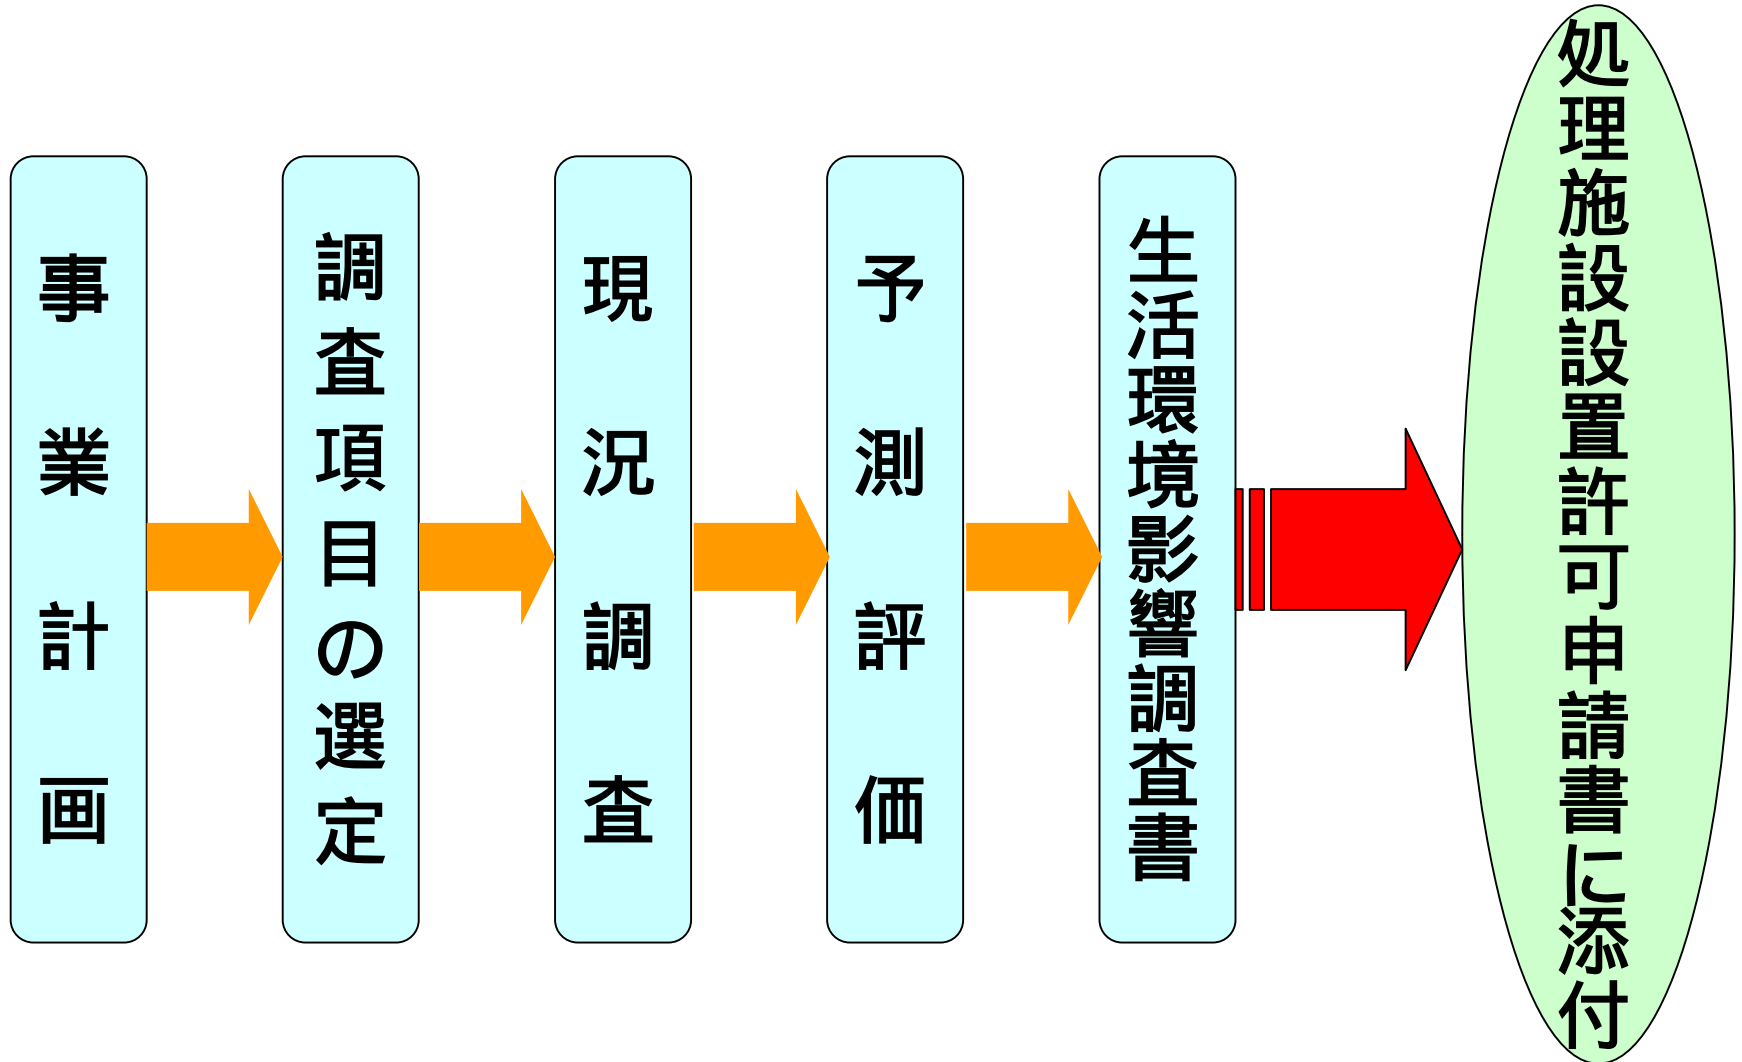 事業計画
調査項目の選定
現況調査
予測評価
生活環境影響調査書
処理施設設置許可申請書に添付